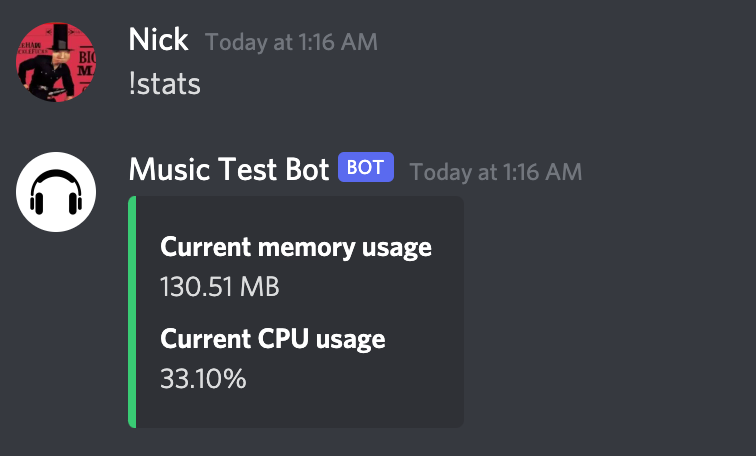 Nick Today at 1:16 AM
!stats
Music Test Bot BOT Today at 1:16 AM
Current memory usage
130.51 MB
Current CPU usage
33.10%